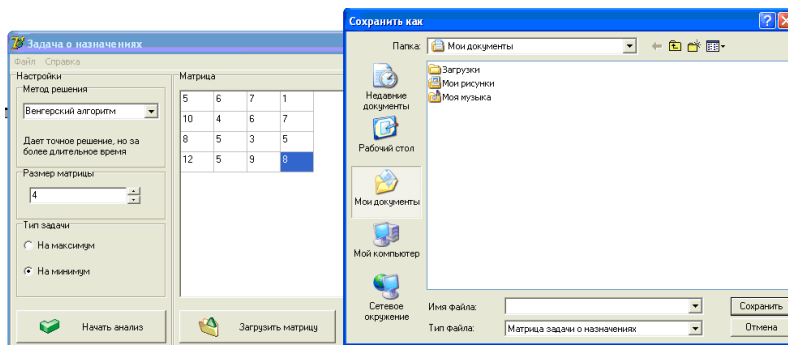 Задача о назначениях
Файл Справка
Настройки
Метод решения
Венгерский алгоритм
Дает точное решение, но за
более длительное время
Размер матрицы
4
Тип задачи
На максимум
На минимум
Начать анализ
Матрица
5 6 7 1
10 4 6 7
8 5 3 5
12 5 9 8
Загрузить матрицу
Сохранить как
Папка:
Мои документы
Недавние
документы
Рабочий стол
Мои документы
Мой компьютер
Сетевое
окружение
Загрузки
Мои рисунки
Моя музыка
Имя файла:
Сохранить
Тип файла:
Матрица задачи о назначениях
Отмена